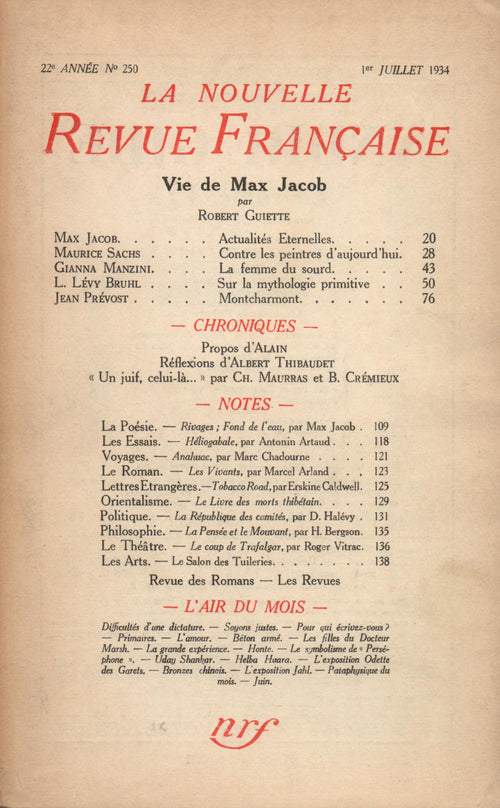 22e ANNÉE No 250 1er JUILLET 1934
LA NOUVELLE
REVUE FRANÇAISE
Vie de Max Jacob
par
ROBERT GUIETTE
MAX JACOB. . . . . . Actualités Eternelles. . . . . 20
MAURICE SACHS . . . . Contre les peintres d'aujourd'hui. 28
GIANNA MANZINI. . . . La femme du sourd. . . . . 43
L. LÉVY BRUHL . . . . Sur la mythologie primitive . . 50
JEAN PRÉVOST . . . . . Montcharmont. . . . . . . 76
— CHRONIQUES —
Propos d'ALAIN
Réflexions d'ALBERT THIBAUDET
« Un juif, celui-là... » par CH. MAURRAS et B. CRÉMIEUX
— NOTES —
La Poésie. — Rivages ; Fond de l'eau, par Max Jacob . 109
Les Essais. — Héliogabale, par Antonin Artaud . . . 118
Voyages. — Anahuac, par Marc Chadourne . . . . 121
Le Roman. — Les Vivants, par Marcel Arland . . . 123
Lettres Etrangères. — Tobacco Road, par Erskine Caldwell. 125
Orientalisme. — Le Livre des morts thibétain. . . . 129
Politique. — La République des comités, par D. Halévy . 131
Philosophie. — La Pensée et le Mouvant, par H. Bergson. 135
Le Théâtre. — Le coup de Trafalgar, par Roger Vitrac. 136
Les Arts. — Le Salon des Tuileries. . . . . . . . 138
Revue des Romans — Les Revues
— L'AIR DU MOIS —
Difficultés d'une dictature. — Soyons justes. — Pour qui écrivez-vous ?
— Primaires. — L'amour. — Béton armé. — Les filles du Docteur
Marsh. — La grande expérience. — Honte. — Le symbolisme de « Persé-
phone ». — Uday Shankar. — Helba Huara. — L'exposition Odette
des Garets. — Bronzes chinois. — L'exposition Jahl. — Pataphysique du
mois. — Juin.
nrf